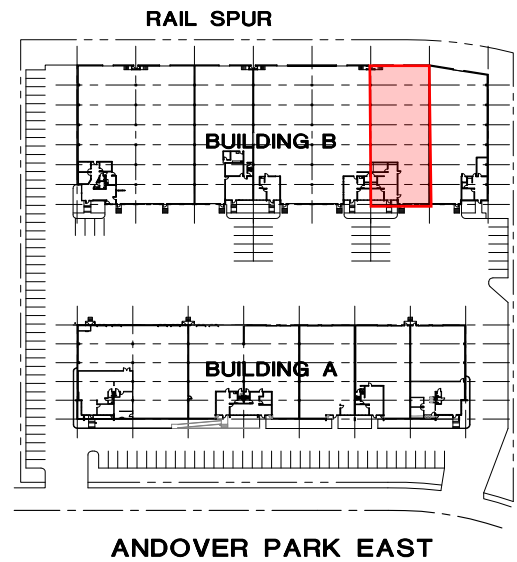 RAIL SPUR
BUILDING B
BUILDING A
ANDOVER PARK EAST